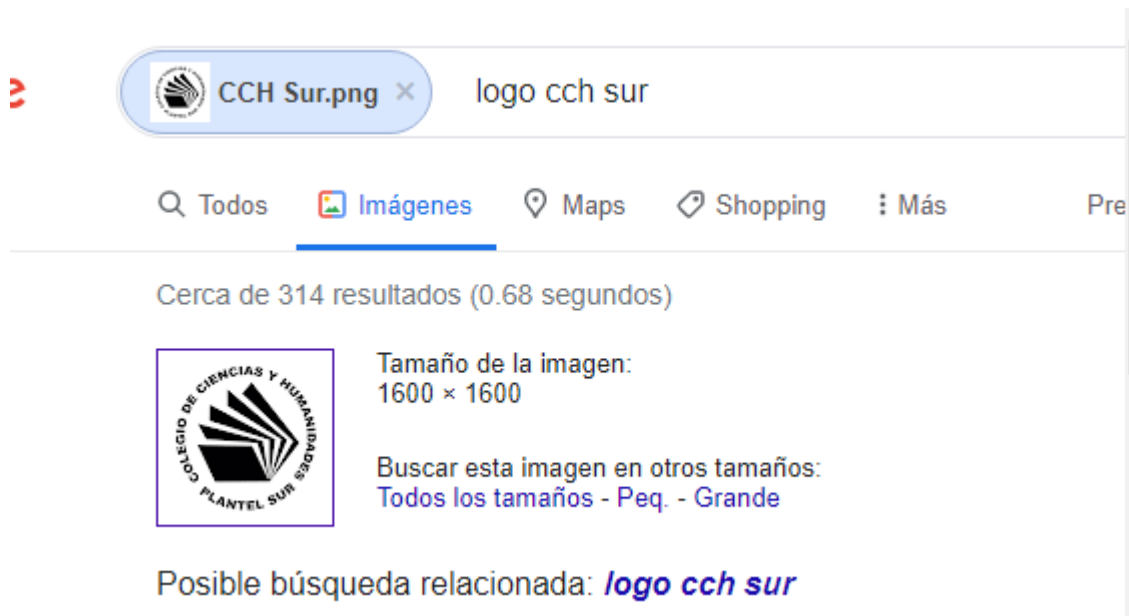 CCH Sur.png × logo cch sur
Todos Imágenes Maps Shopping Más Pre
Cerca de 314 resultados (0.68 segundos)
COLEGIO DE CIENCIAS Y HUMANIDADES
PLANTEL SUR
Tamaño de la imagen:
1600 × 1600
Buscar esta imagen en otros tamaños:
Todos los tamaños - Peq. - Grande
Posible búsqueda relacionada: logo cch sur